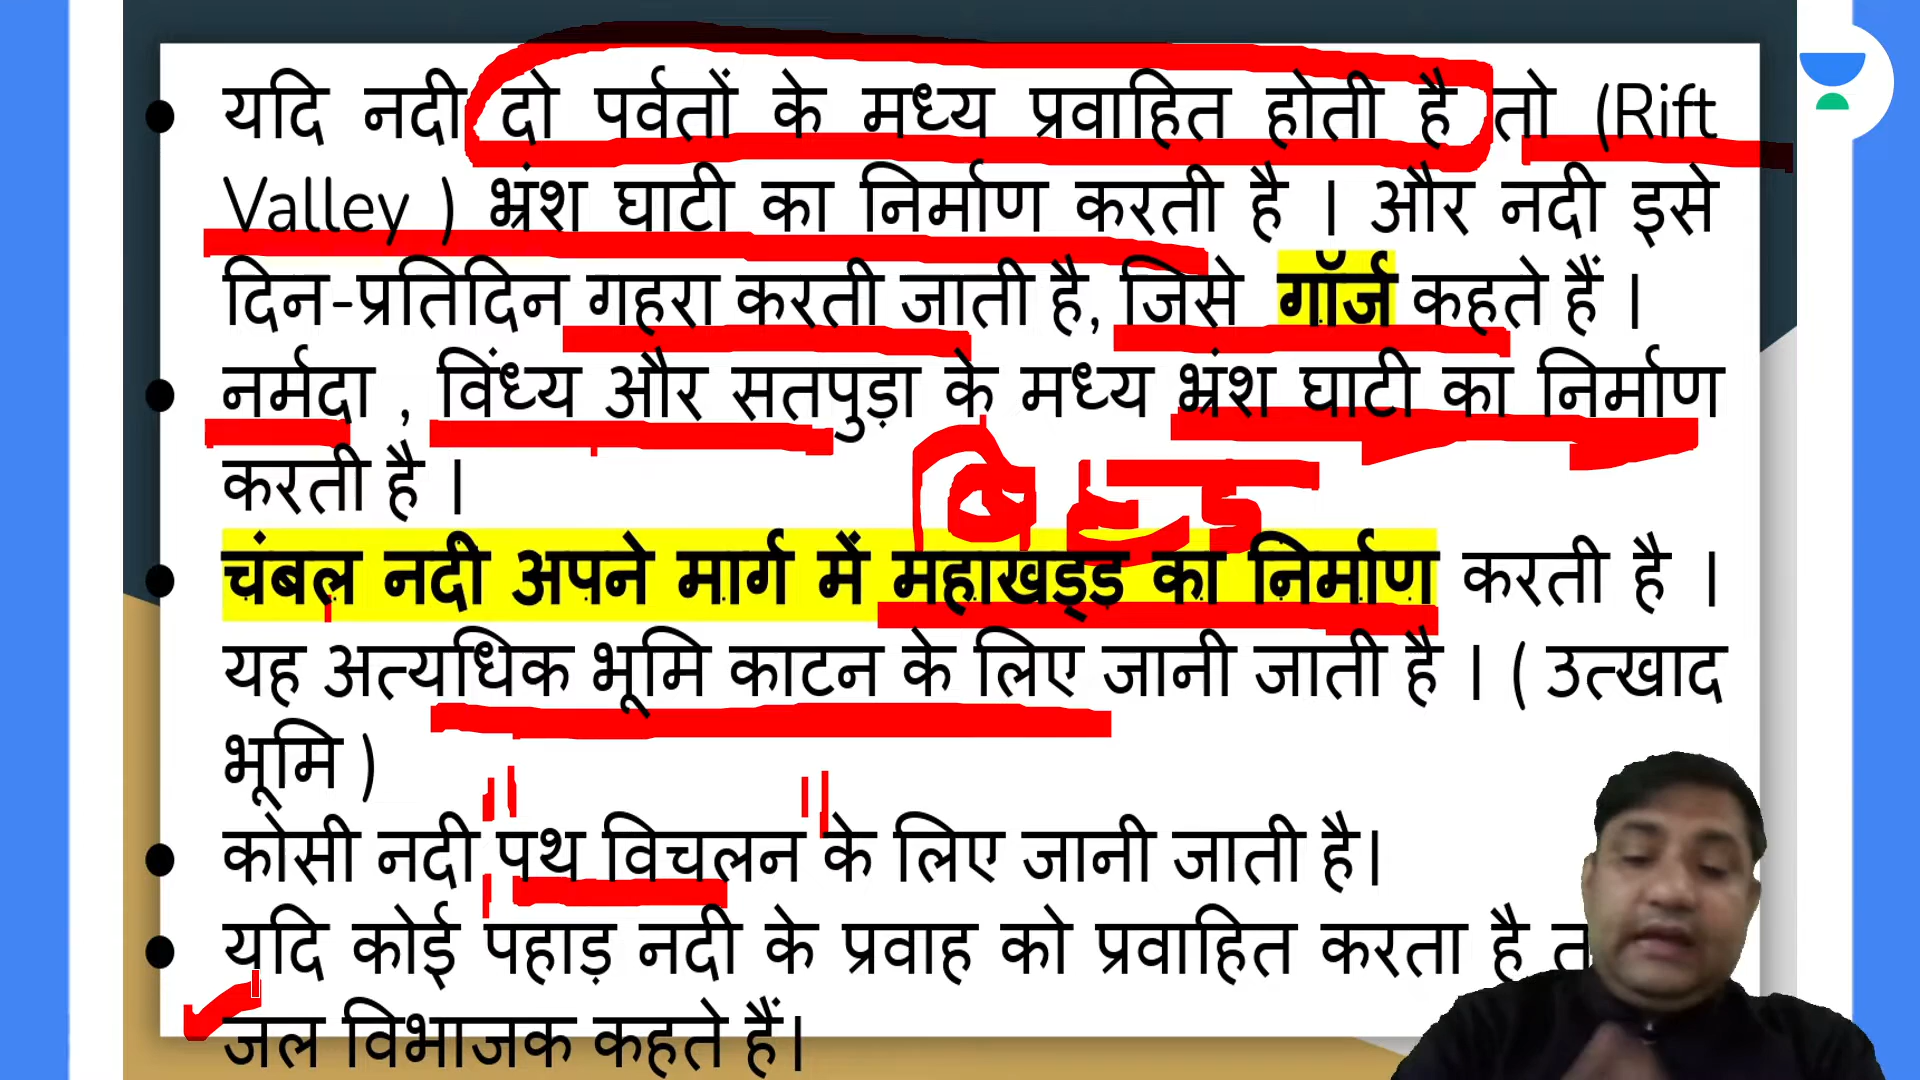 यदि नदी दो पर्वतों के मध्य प्रवाहित होती है तो (Rift
Valley ) भ्रंश घाटी का निर्माण करती है । और नदी इसे
दिन-प्रतिदिन गहरा करती जाती है, जिसे गॉर्ज कहते हैं ।
नर्मदा , विंध्य और सतपुड़ा के मध्य भ्रंश घाटी का निर्माण
करती है ।
चंबल नदी अपने मार्ग में महाखड्ड का निर्माण करती है ।
यह अत्यधिक भूमि काटन के लिए जानी जाती है । ( उत्खाद
भूमि )
कोसी नदी पथ विचलन के लिए जानी जाती है।
यदि कोई पहाड़ नदी के प्रवाह को प्रवाहित करता है
जल विभाजक कहते हैं।